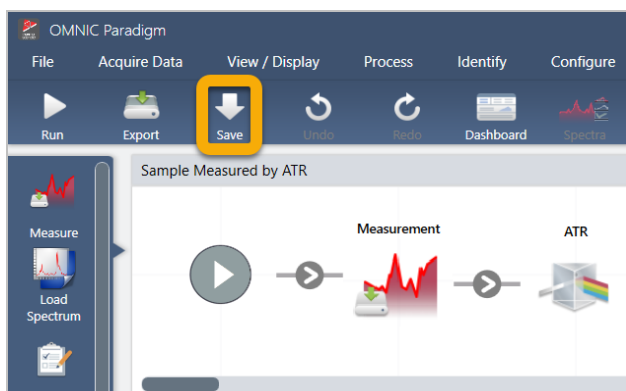 OMNIC Paradigm
File Acquire Data View / Display Process Identify Configure
Run Export Save Undo Redo Dashboard Spectra
Sample Measured by ATR
Measure
Measurement ATR
Load
Spectrum